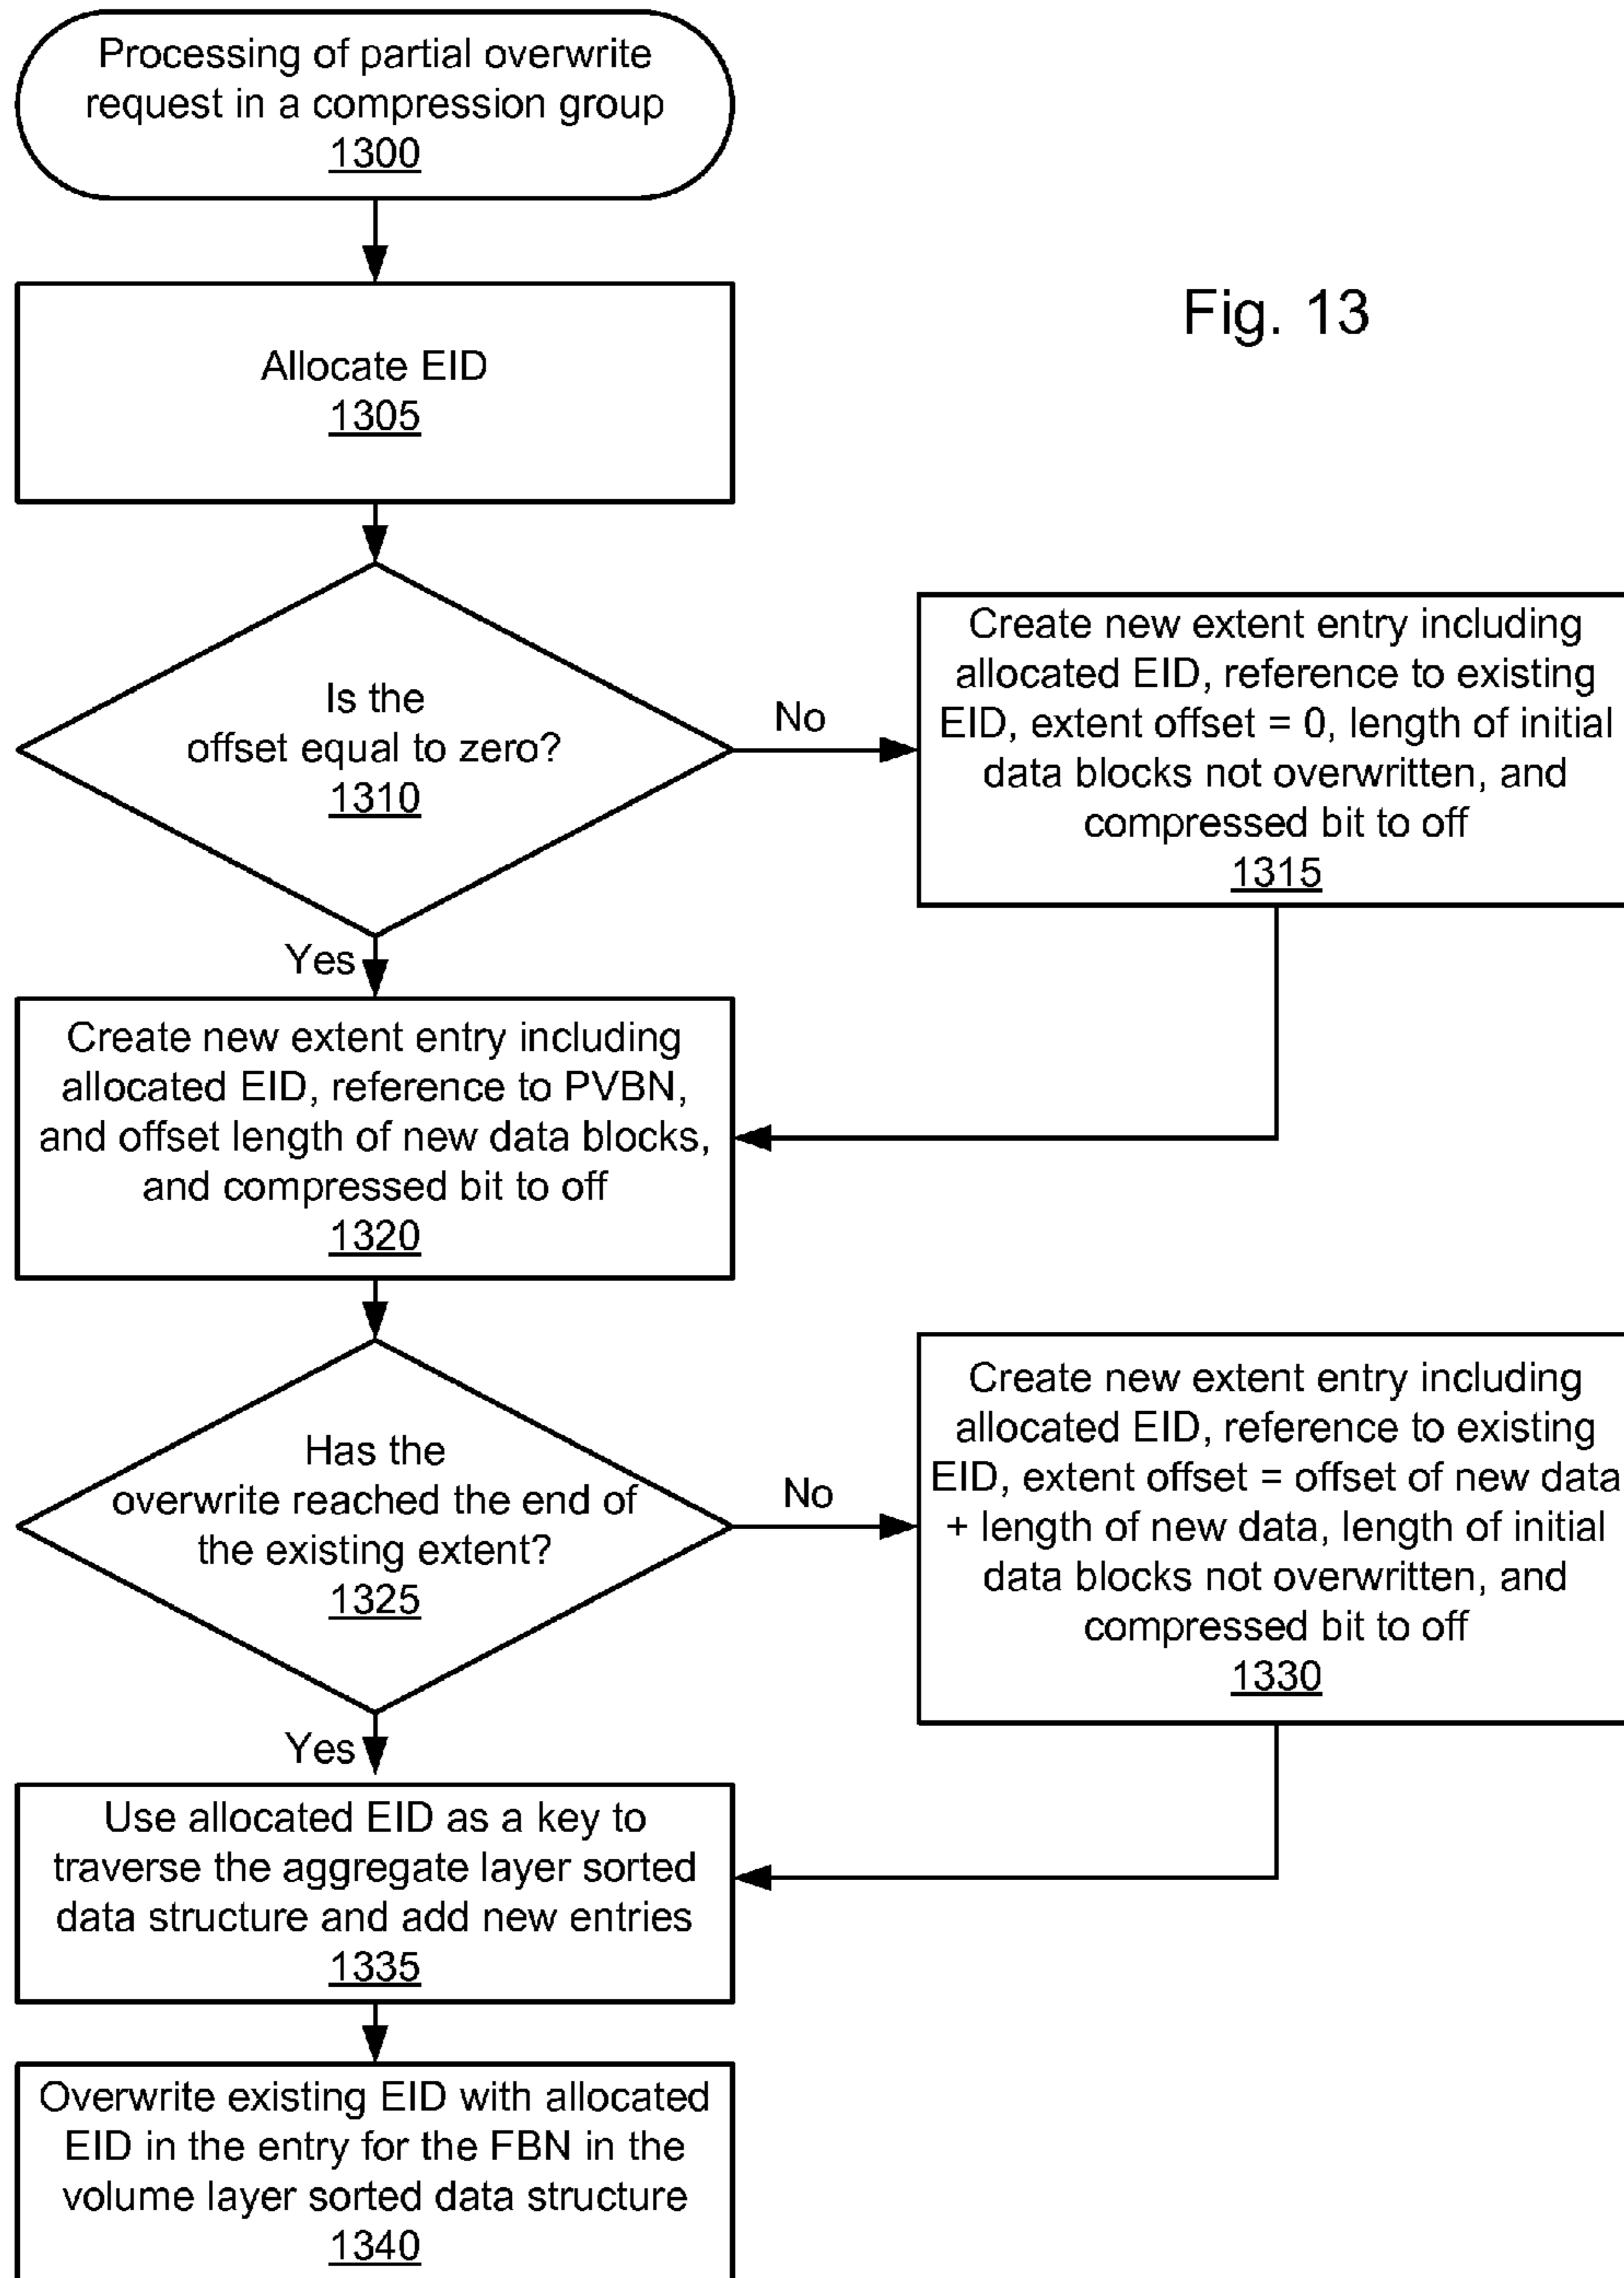 Processing of partial overwrite
request in a compression group
1300
Fig. 13
Allocate EID
1305
Is the
offset equal to zero?
1310
No
Create new extent entry including
allocated EID, reference to existing
EID, extent offset = 0, length of initial
data blocks not overwritten, and
compressed bit to off
1315
Yes
Create new extent entry including
allocated EID, reference to PVBN,
and offset length of new data blocks,
and compressed bit to off
1320
Has the
overwrite reached the end of
the existing extent?
1325
No
Create new extent entry including
allocated EID, reference to existing
EID, extent offset = offset of new data
+ length of new data, length of initial
data blocks not overwritten, and
compressed bit to off
1330
Yes
Use allocated EID as a key to
traverse the aggregate layer sorted
data structure and add new entries
1335
Overwrite existing EID with allocated
EID in the entry for the FBN in the
volume layer sorted data structure
1340